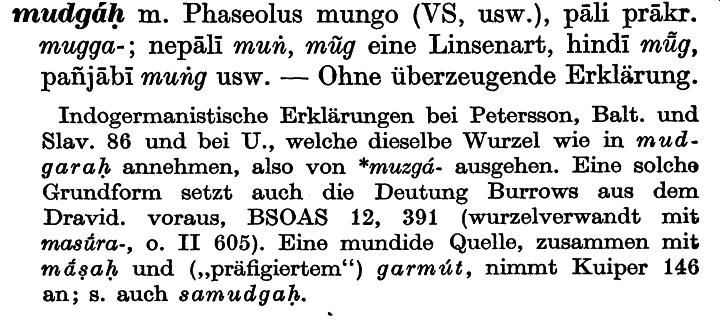 mudgáḥ m. Phaseolus mungo (VS, usw.), pāli prākr.
mugga-; nepālī muṅ, mũg eine Linsenart, hindī mū̃g,
pañjābī muṅg usw. — Ohne überzeugende Erklärung.
Indogermanistische Erklärungen bei Petersson, Balt. und
Slav. 86 und bei U., welche dieselbe Wurzel wie in mud-
garaḥ annehmen, also von *muzgá- ausgehen. Eine solche
Grundform setzt auch die Deutung Burrows aus dem
Dravid. voraus, BSOAS 12, 391 (wurzelverwandt mit
masū́ra-, o. II 605). Eine mundide Quelle, zusammen mit
mā́ṣaḥ und („präfigiertem“) garmút, nimmt Kuiper 146
an; s. auch samudgaḥ.